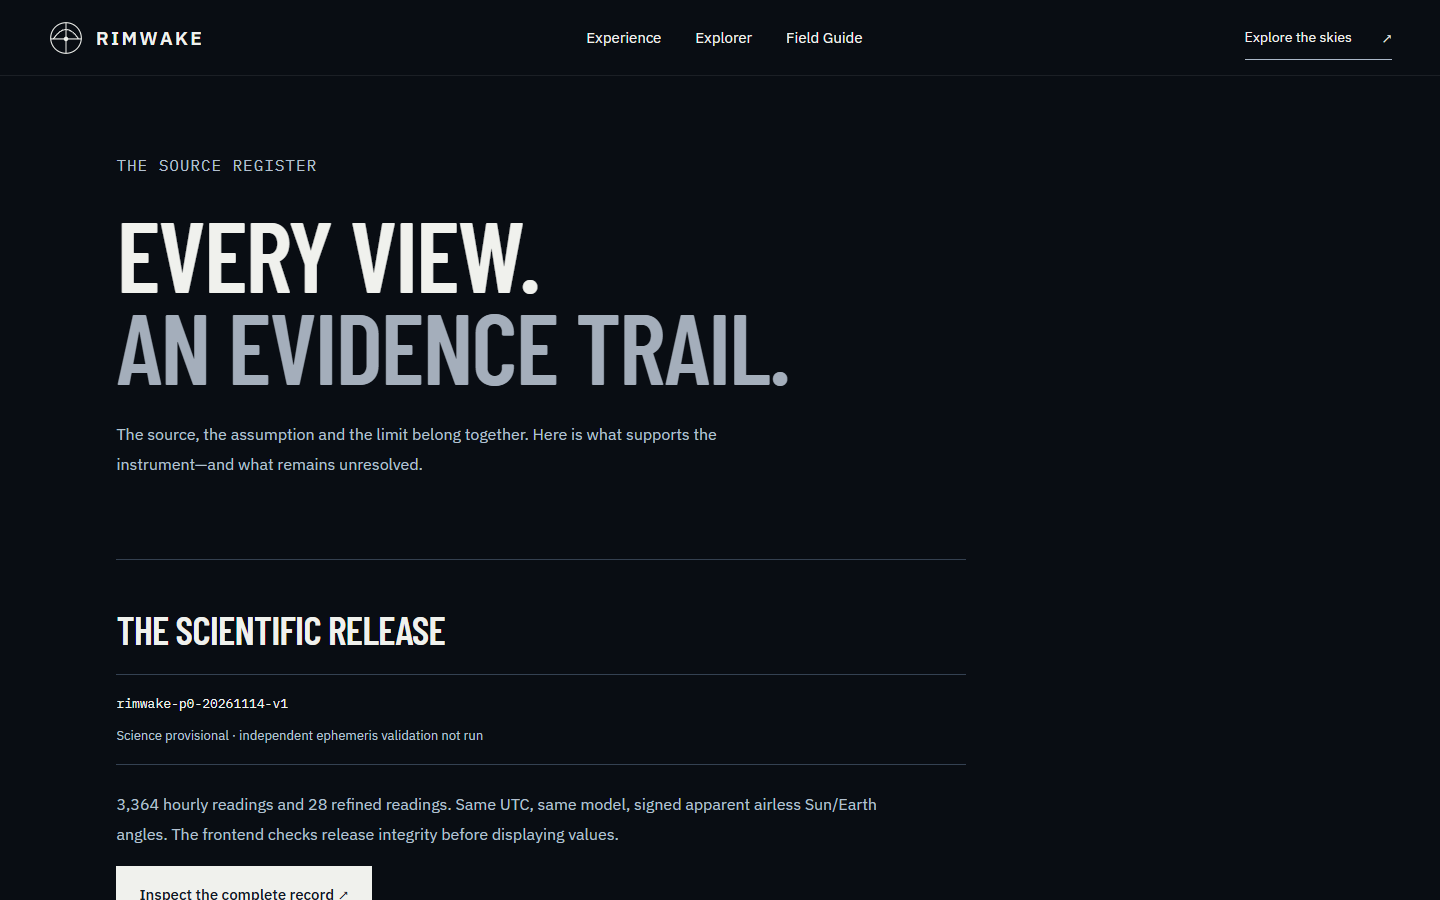 RIMWAKE
Experience
Explorer
Field Guide
Explore the skies ↗
THE SOURCE REGISTER
EVERY VIEW.
AN EVIDENCE TRAIL.
The source, the assumption and the limit belong together. Here is what supports the
instrument—and what remains unresolved.
THE SCIENTIFIC RELEASE
rimwake-p0-20261114-v1
Science provisional · independent ephemeris validation not run
3,364 hourly readings and 28 refined readings. Same UTC, same model, signed apparent airless Sun/Earth
angles. The frontend checks release integrity before displaying values.
Inspect the complete record ↗